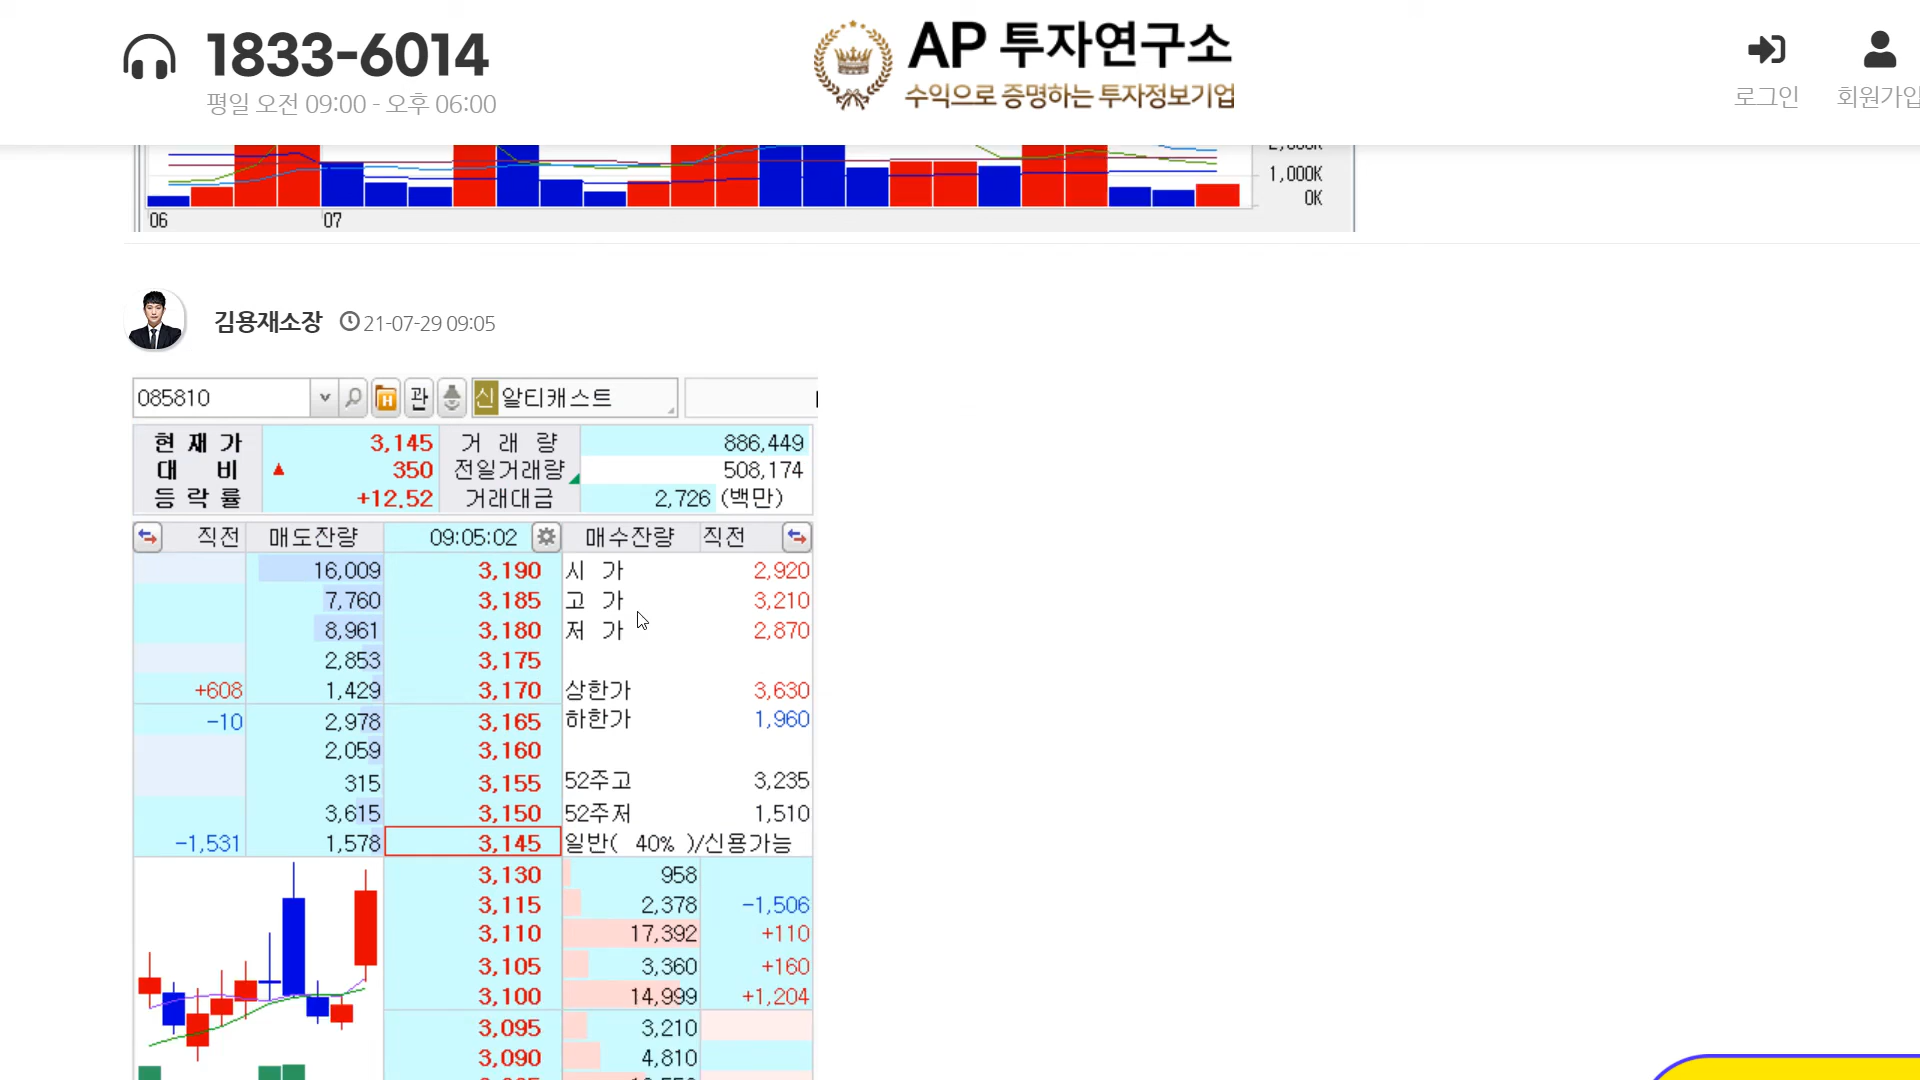 1833-6014
평일 오전 09:00 - 오후 06:00
AP 투자연구소
수익으로 증명하는 투자정보기업
로그인
회원가입
1,000K
0K
06 07
김용재소장 21-07-29 09:05
085810 관 신 알티캐스트
현재가 3,145 거래량 886,449
대비 ▲ 350 전일거래량 508,174
등락률 +12.52 거래대금 2,726 (백만)
직전 매도잔량 09:05:02 매수잔량 직전
16,009 3,190 시가 2,920
7,760 3,185 고가 3,210
8,961 3,180 저가 2,870
2,853 3,175
+608 1,429 3,170 상한가 3,630
-10 2,978 3,165 하한가 1,960
2,059 3,160
315 3,155 52주고 3,235
3,615 3,150 52주저 1,510
-1,531 1,578 3,145 일반( 40% )/신용가능
3,130 958
3,115 2,378 -1,506
3,110 17,392 +110
3,105 3,360 +160
3,100 14,999 +1,204
3,095 3,210
3,090 4,810